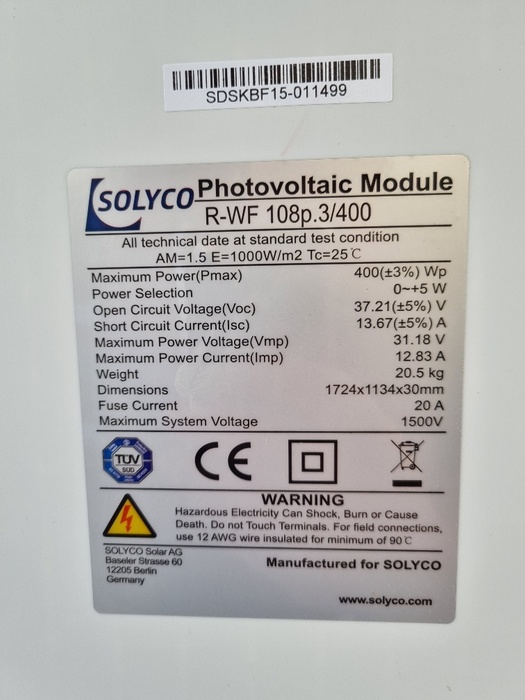 SDSKBF15-011499
SOLYCO Photovoltaic Module
R-WF 108p.3/400
All technical date at standard test condition
AM=1.5 E=1000W/m2 Tc=25℃
Maximum Power(Pmax) 400(±3%) Wp
Power Selection 0~+5 W
Open Circuit Voltage(Voc) 37.21(±5%) V
Short Circuit Current(Isc) 13.67(±5%) A
Maximum Power Voltage(Vmp) 31.18 V
Maximum Power Current(Imp) 12.83 A
Weight 20.5 kg
Dimensions 1724x1134x30mm
Fuse Current 20 A
Maximum System Voltage 1500V
TÜV
SÜD
CE
WARNING
Hazardous Electricity Can Shock, Burn or Cause
Death. Do not Touch Terminals. For field connections,
use 12 AWG wire insulated for minimum of 90℃
SOLYCO Solar AG
Baseler Strasse 60
12205 Berlin
Germany
Manufactured for SOLYCO
www.solyco.com